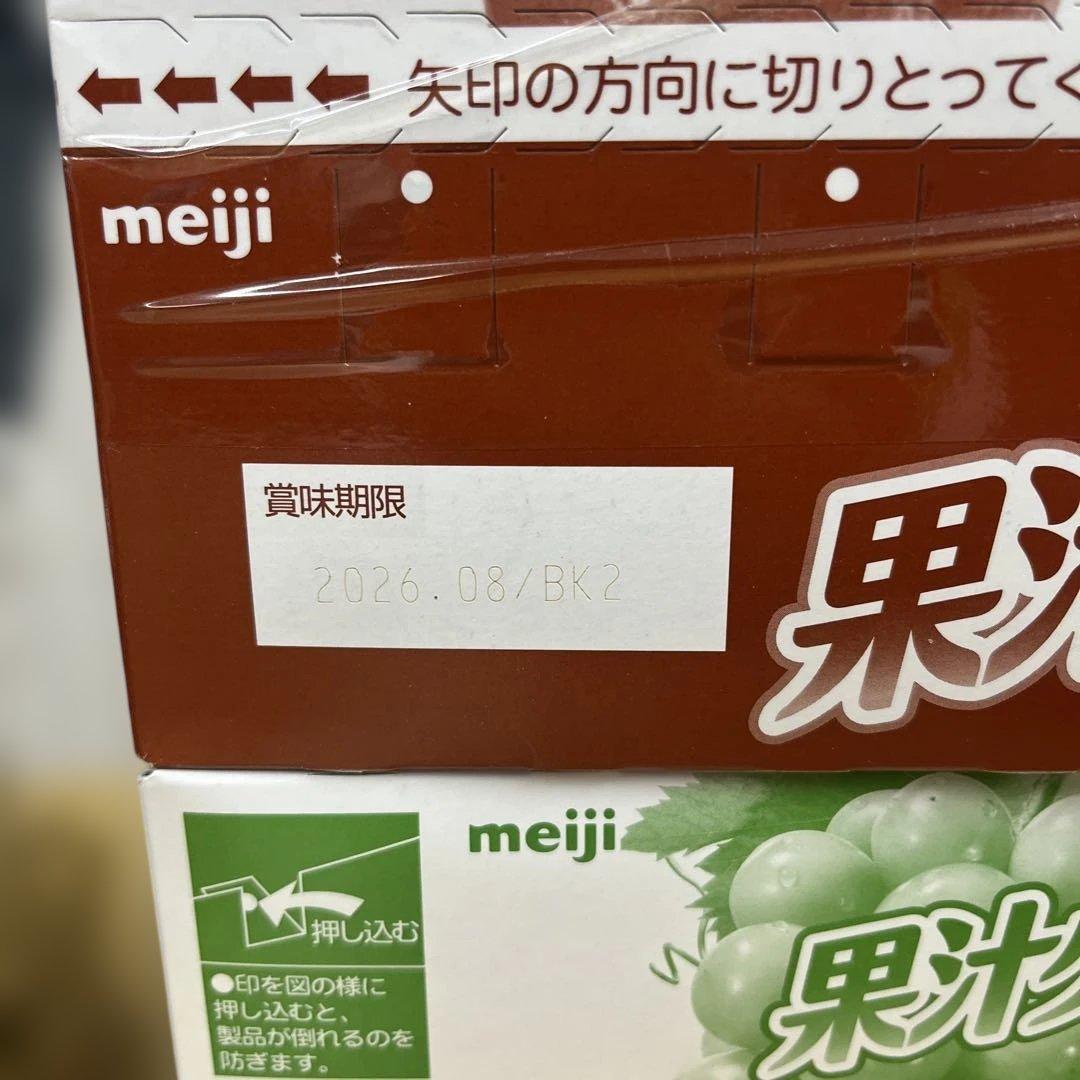 矢印の方向に切りとってく
meiji
賞味期限
2026.08/BK2
果汁
meiji
押し込む
果汁グ
●印を図の様に
押し込むと、
製品が倒れるのを
防ぎます。